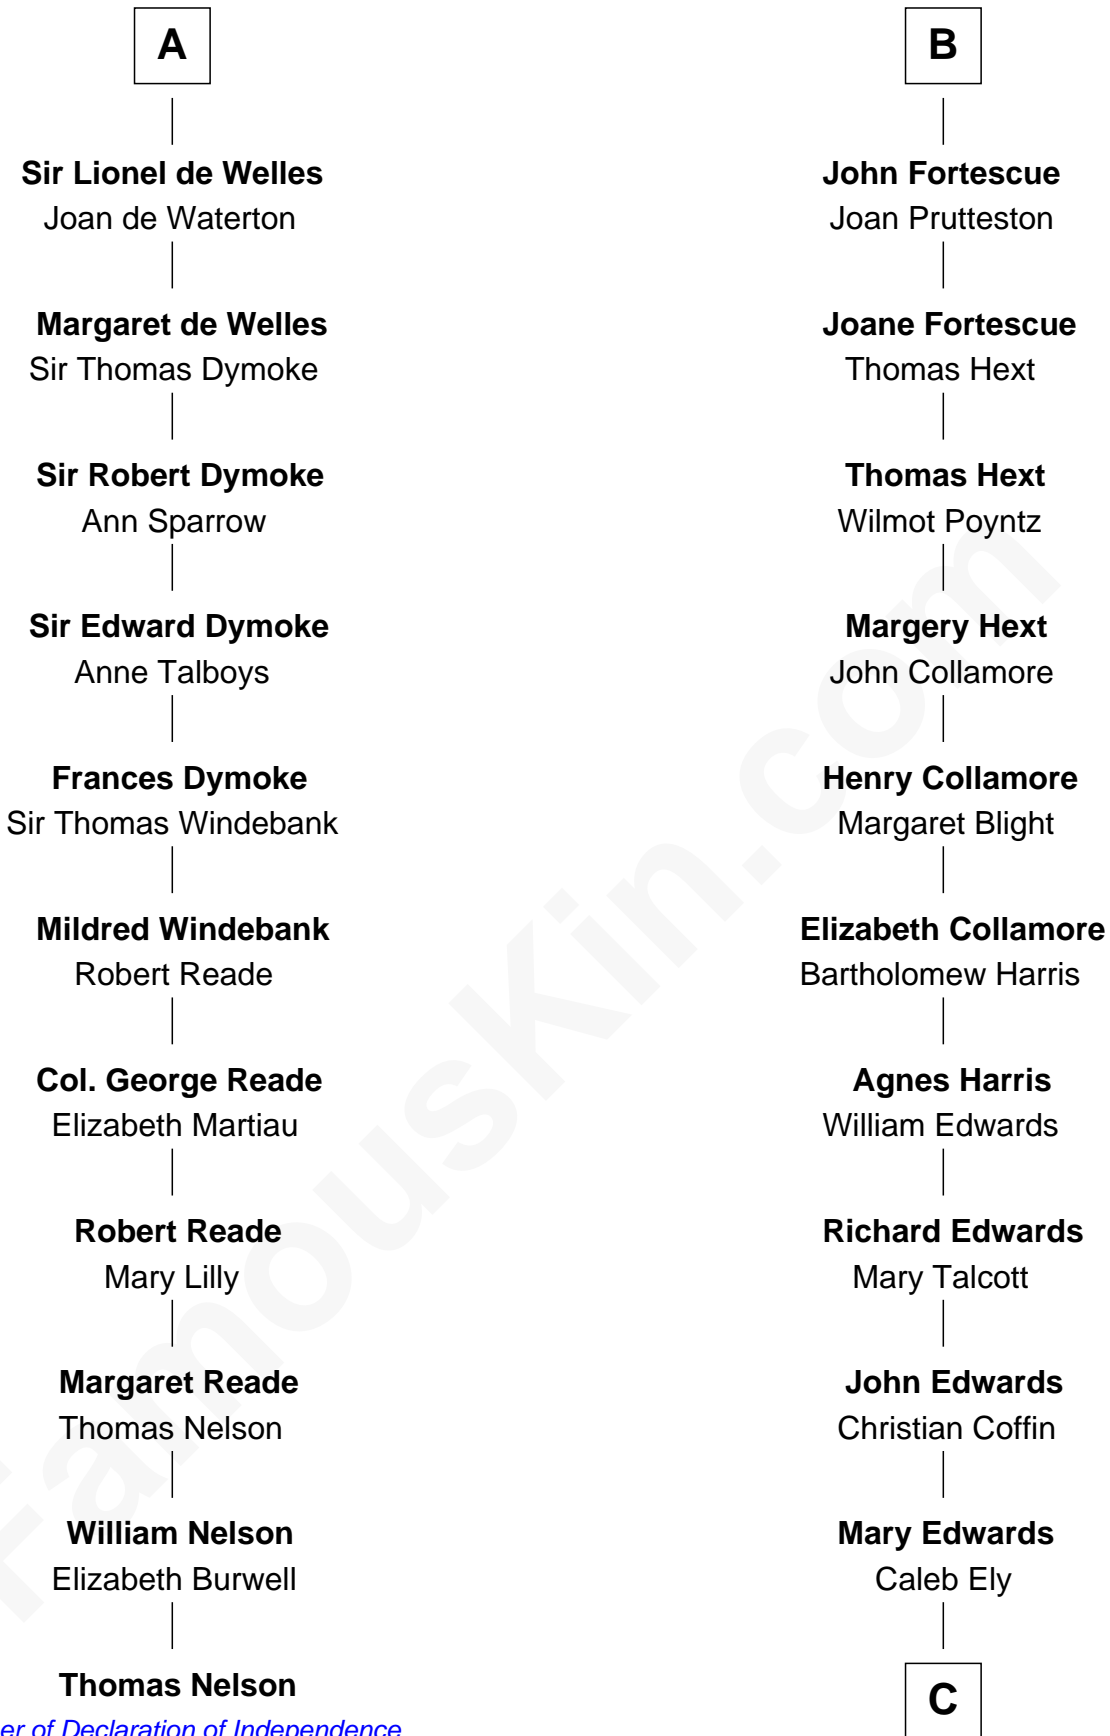 A
Sir Lionel de Welles
Joan de Waterton
Margaret de Welles
Sir Thomas Dymoke
Sir Robert Dymoke
Ann Sparrow
Sir Edward Dymoke
Anne Talboys
Frances Dymoke
Sir Thomas Windebank
Mildred Windebank
Robert Reade
Col. George Reade
Elizabeth Martiau
Robert Reade
Mary Lilly
Margaret Reade
Thomas Nelson
William Nelson
Elizabeth Burwell
Thomas Nelson
er of Declaration of Independence
B
John Fortescue
Joan Prutteston
Joane Fortescue
Thomas Hext
Thomas Hext
Wilmot Poyntz
Margery Hext
John Collamore
Henry Collamore
Margaret Blight
Elizabeth Collamore
Bartholomew Harris
Agnes Harris
William Edwards
Richard Edwards
Mary Talcott
John Edwards
Christian Coffin
Mary Edwards
Caleb Ely
C
FamousKin.com